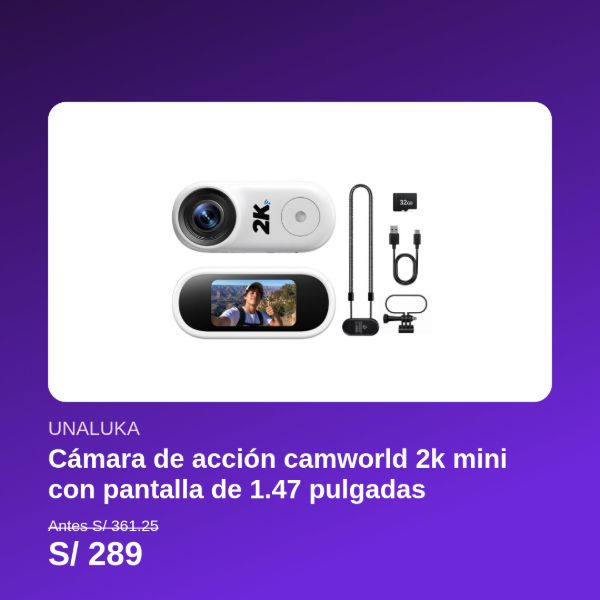 2K
32GB
UNALUKA
Cámara de acción camworld 2k mini
con pantalla de 1.47 pulgadas
Antes S/ 361.25
S/ 289